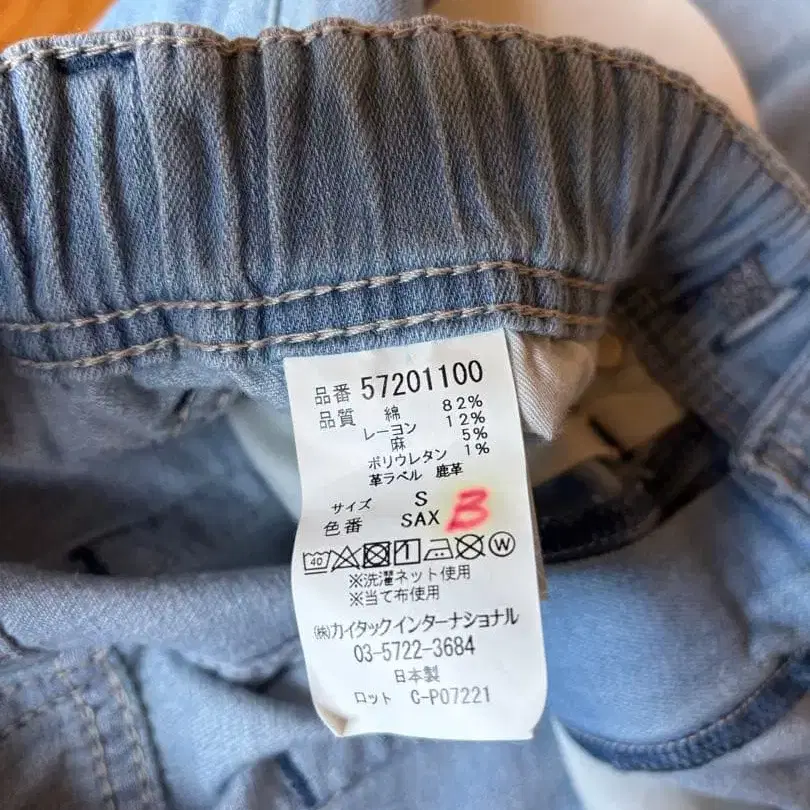 品番 57201100
品質 綿 82%
レーヨン 12%
麻 5%
ポリウレタン 1%
革ラベル 鹿革
サイズ S
色番 SAX B
40 1 W
※洗濯ネット使用
※当て布使用
㈱カイタックインターナショナル
03-5722-3684
日本製
ロット C-P07221